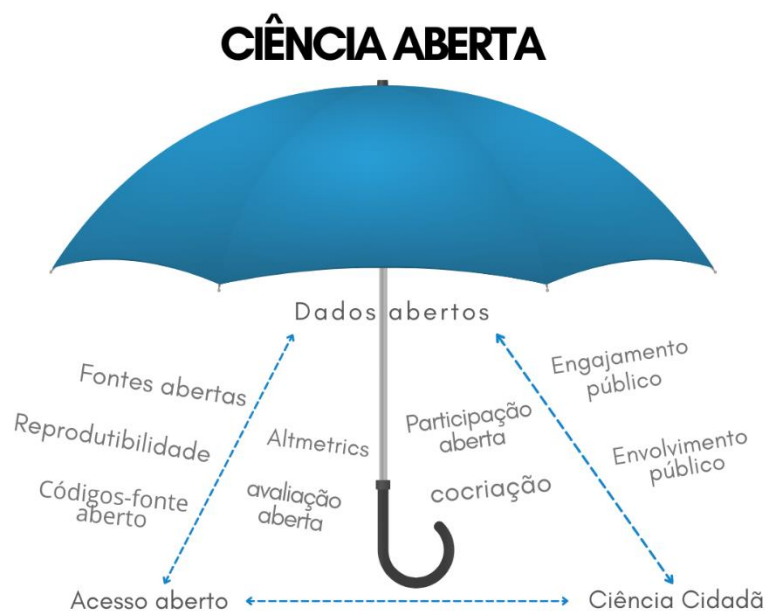 CIÊNCIA ABERTA
Dados abertos
Fontes abertas
Reprodutibilidade
Códigos-fonte
aberto
Altmetrics
avaliação
aberta
Participação
aberta
cocriação
Engajamento
público
Envolvimento
público
Acesso aberto
Ciência Cidadã